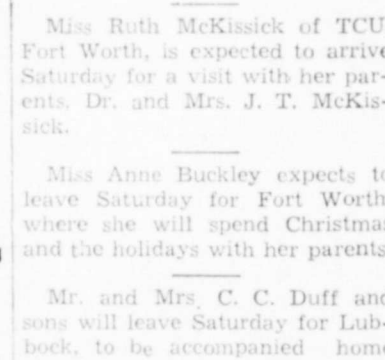 Miss Ruth McKissick of TCU
Fort Worth, is expected to arrive
Saturday for a visit with her par-
ents, Dr. and Mrs. J. T. McKis-
sick.
Miss Anne Buckley expects to
leave Saturday for Fort Worth
where she will spend Christmas
and the holidays with her parents
Mr. and Mrs. C. C. Duff and
sons will leave Saturday for Lub-
bock, to be accompanied home